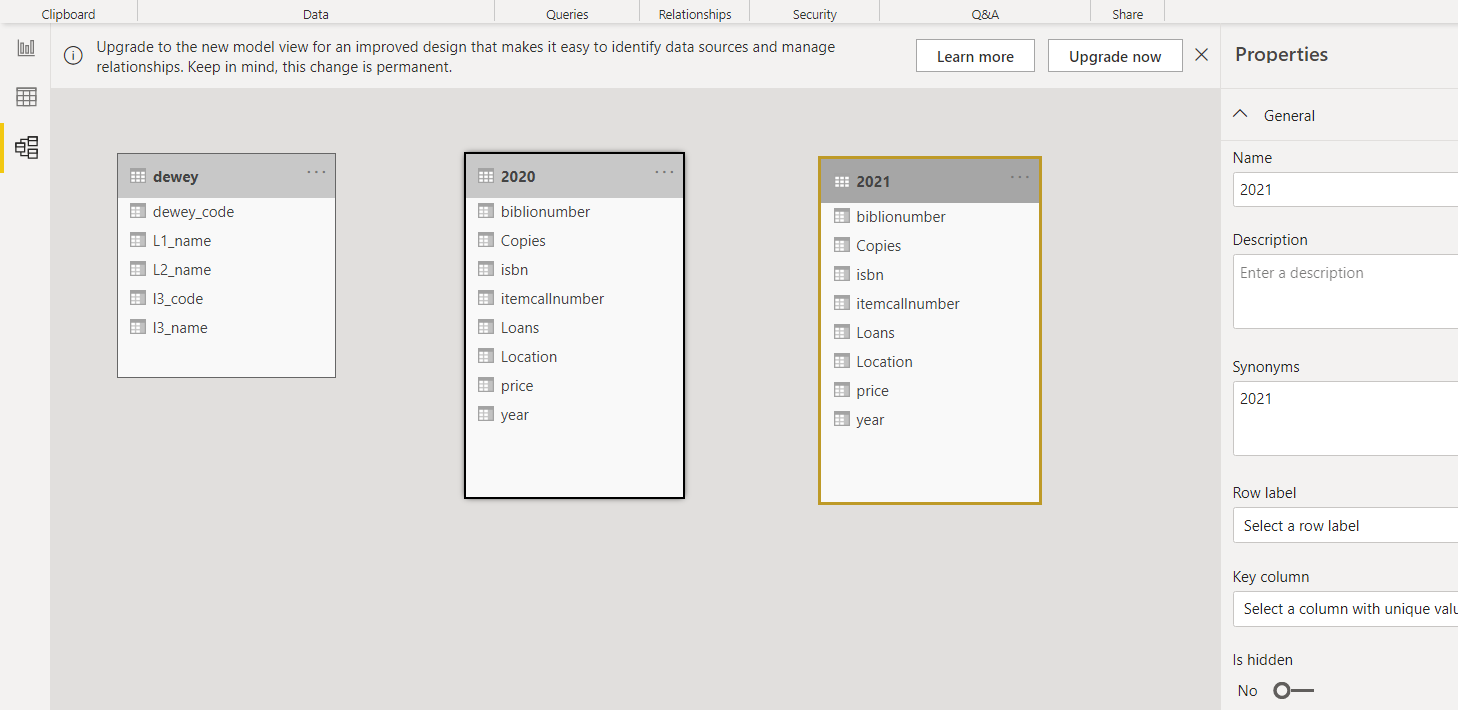 Clipboard
Data
Queries
Relationships
Security
Q&A
Share
Upgrade to the new model view for an improved design that makes it easy to identify data sources and manage
relationships. Keep in mind, this change is permanent.
Learn more
Upgrade now
Properties
General
dewey
dewey_code
L1_name
L2_name
l3_code
l3_name
2020
biblionumber
Copies
isbn
itemcallnumber
Loans
Location
price
year
2021
biblionumber
Copies
isbn
itemcallnumber
Loans
Location
price
year
Name
2021
Description
Enter a description
Synonyms
2021
Row label
Select a row label
Key column
Select a column with unique valu
Is hidden
No